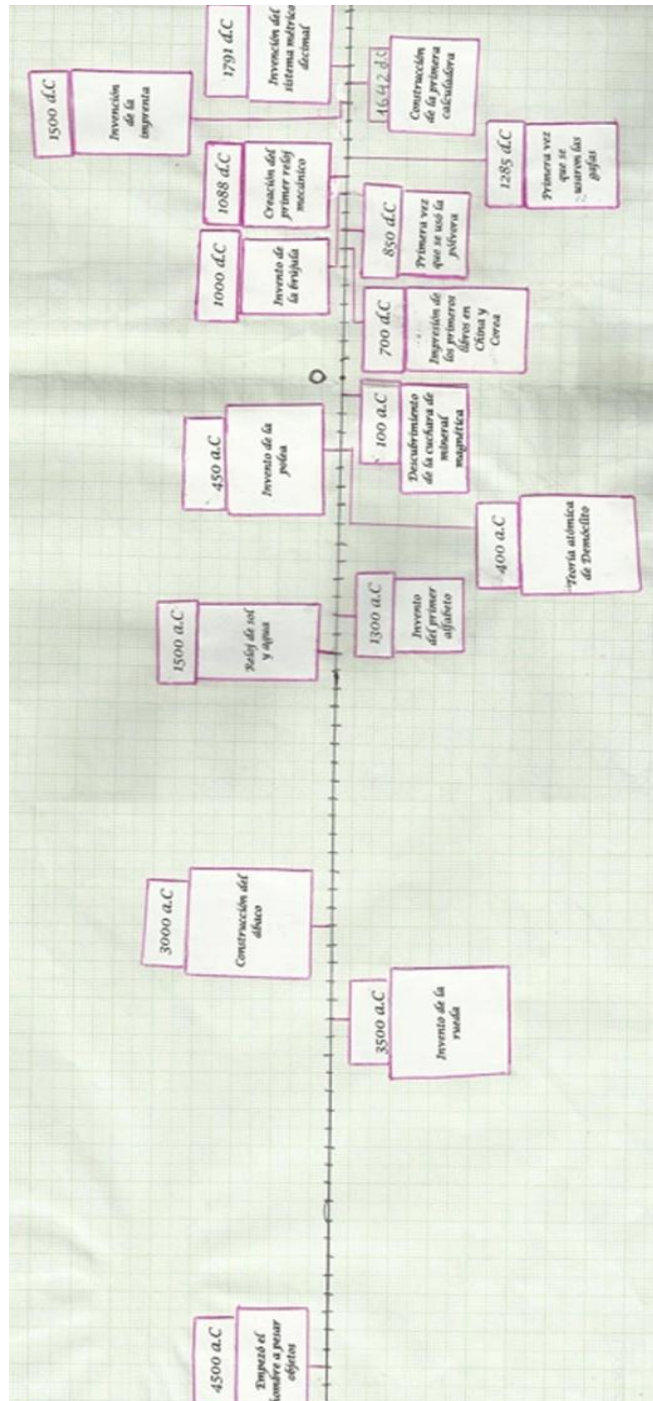 4500 a.C
Empezó el
hombre a pesar
objetos
3500 a.C
Invento de la
rueda
3000 a.C
Construcción del
ábaco
1500 a.C
Reloj de sol
y agua
1300 a.C
Invento
del primer
alfabeto
450 a.C
Invento de la
polea
400 a.C
Teoría atómica
de Demóclito
100 a.C
Descubrimiento
de la cuchara de
mineral
magnética
0
700 d.C
Impresión de
los primeros
libros en
China y
Corea
850 d.C
Primera vez
que se usó la
pólvora
1000 d.C
Invento de
la brújula
1088 d.C
Creación del
primer reloj
mecánico
1285 d.C
Primera vez
que se
usaron las
gafas
1500 d.C
Invención
de la
imprenta
1642 d.C
Construcción
de la primera
calculadora
1791 d.C
Invención del
sistema métrico
decimal